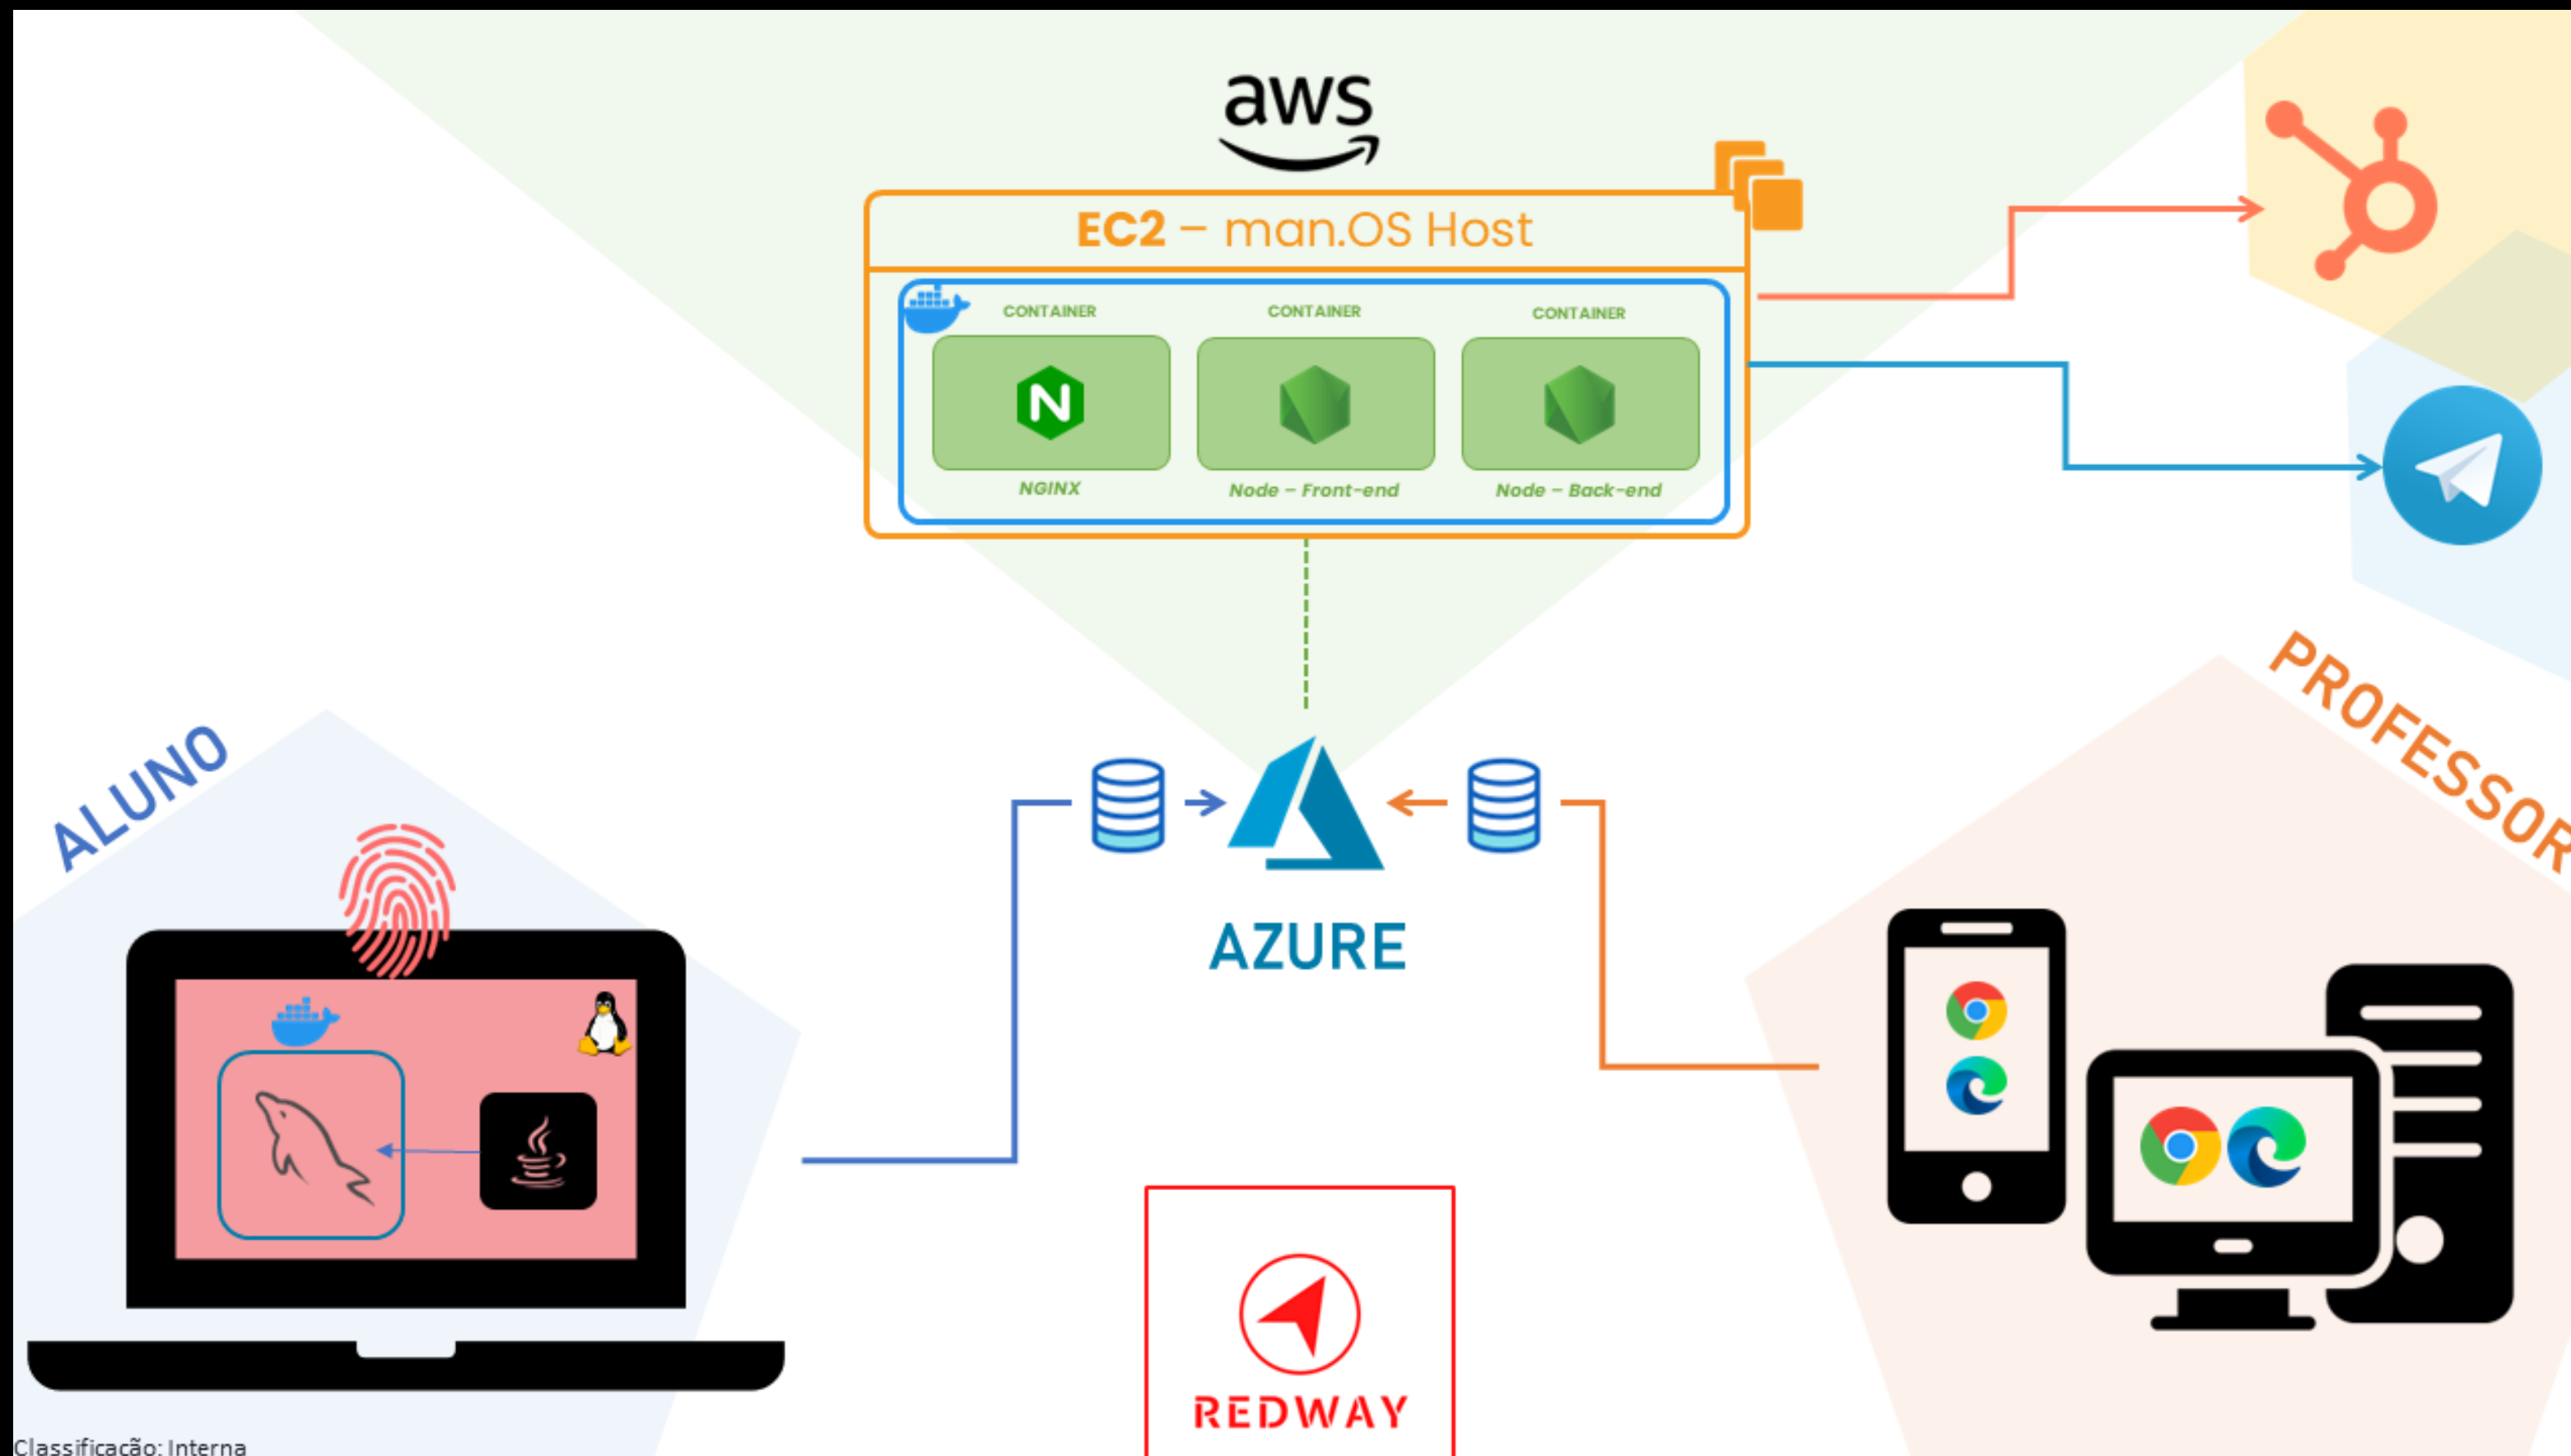 aws
EC2 – man.OS Host
CONTAINER
CONTAINER
CONTAINER
NGINX
Node – Front-end
Node – Back-end
ALUNO
PROFESSOR
AZURE
REDWAY
Classificação: Interna